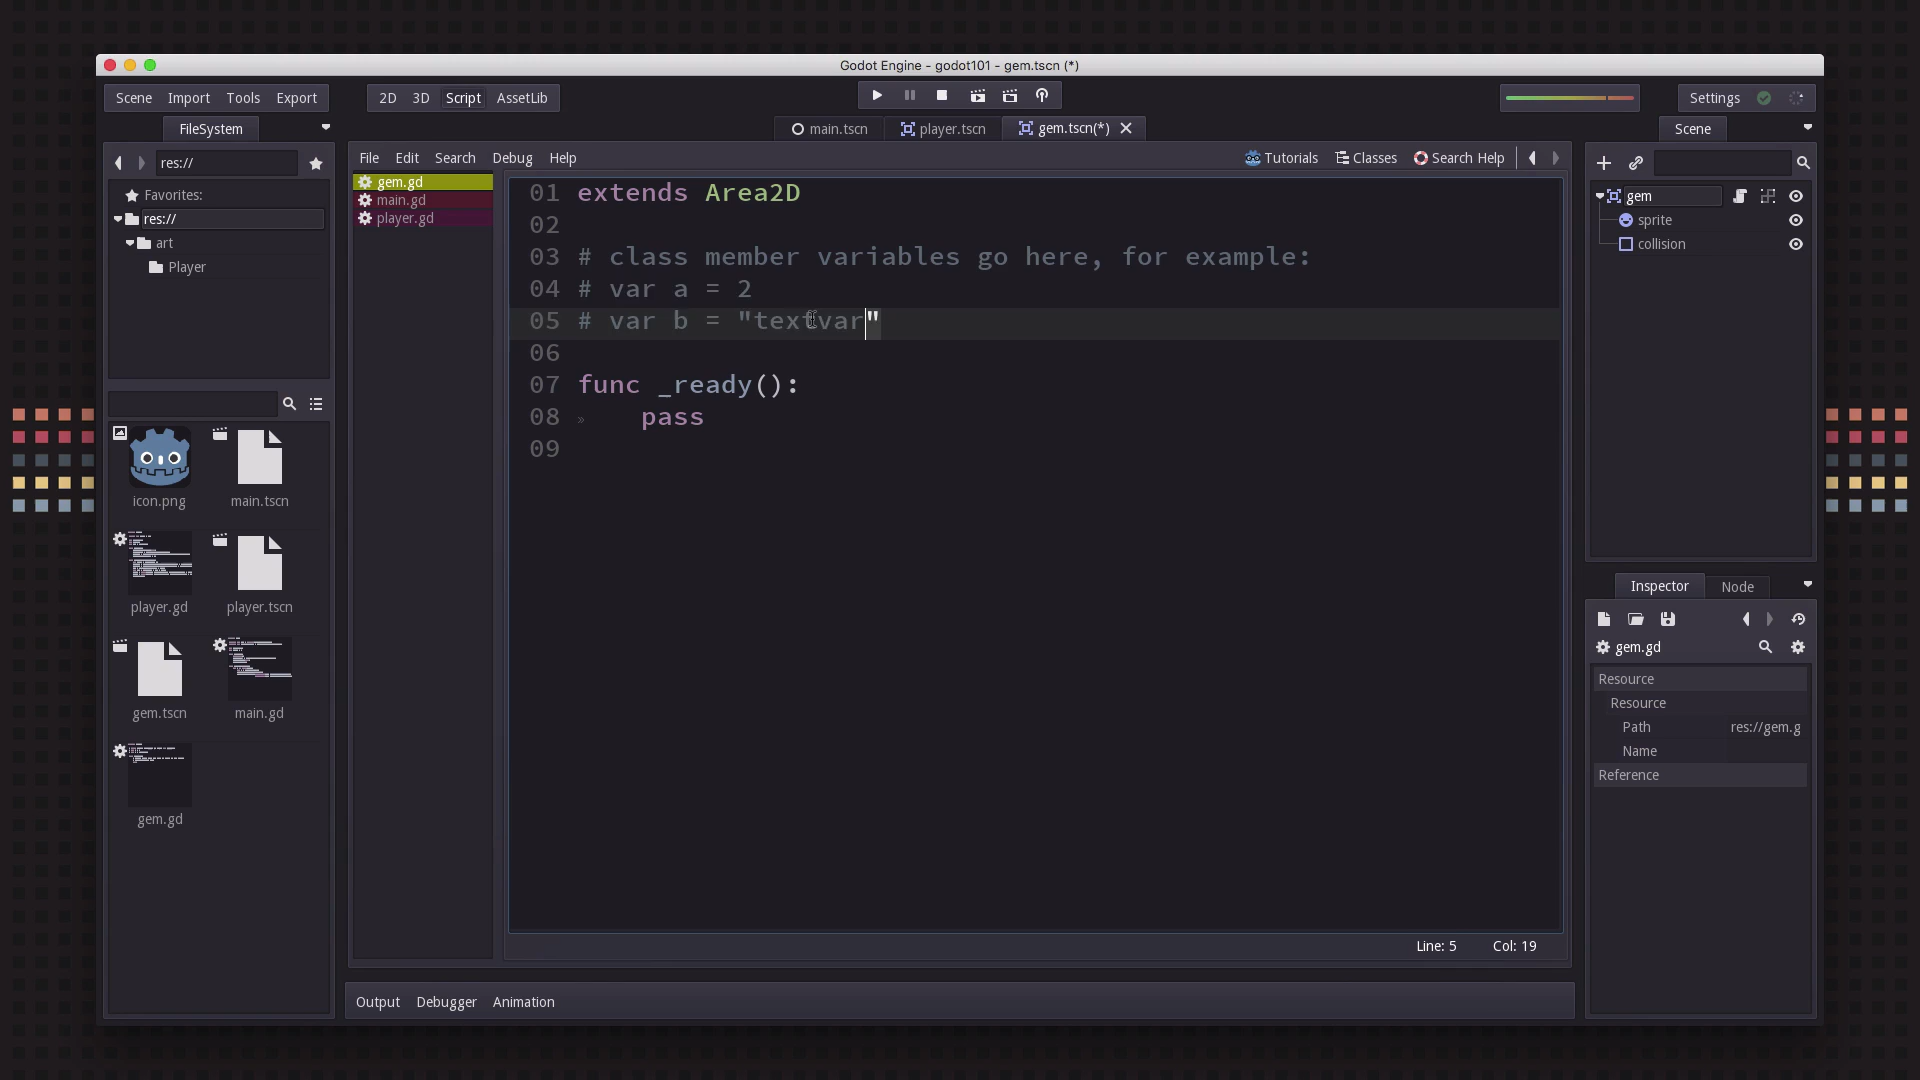 Godot Engine - godot101 - gem.tscn (*)
Scene Import Tools Export
2D 3D Script AssetLib
Settings
FileSystem
main.tscn
player.tscn
gem.tscn(*)
Scene
res://
File Edit Search Debug Help
Tutorials Classes Search Help
Favorites:
res://
art
Player
gem.gd
main.gd
player.gd
01 extends Area2D
02
03 # class member variables go here, for example:
04 # var a = 2
05 # var b = "textvar"
06
07 func _ready():
08 » pass
09
gem
sprite
collision
icon.png
main.tscn
player.gd
player.tscn
gem.tscn
main.gd
gem.gd
Inspector Node
gem.gd
Resource
Resource
Path res://gem.g
Name
Reference
Line: 5 Col: 19
Output Debugger Animation